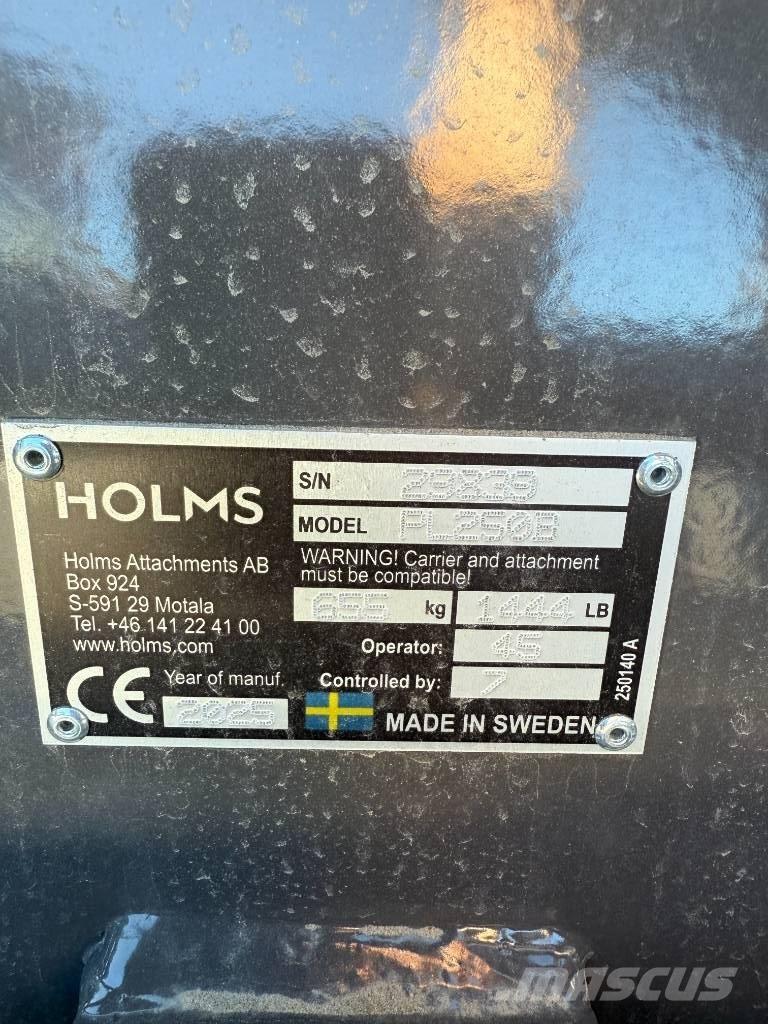 HOLMS
Holms Attachments AB
Box 924
S-591 29 Motala
Tel. +46 141 22 41 00
www.holms.com
CE
Year of manuf.
2025
S/N
MODEL PL250B
WARNING! Carrier and attachment
must be compatible!
655 kg 1444 LB
Operator: 45
Controlled by: 7
MADE IN SWEDEN
250140 A
MASCUS